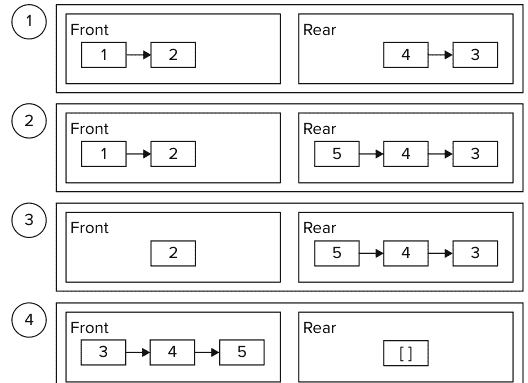 1
Front Rear
1 2 4 3
2
Front Rear
1 2 5 4 3
3
Front Rear
2 5 4 3
4
Front Rear
3 4 5 []